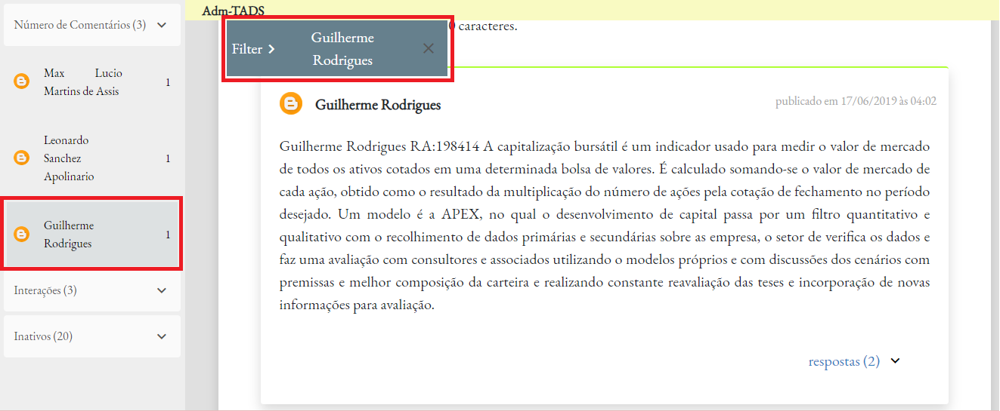 Número de Comentários (3)
Max Lucio
Martins de Assis
1
Leonardo
Sanchez
Apolinario
1
Guilherme
Rodrigues
1
Interações (3)
Inativos (20)
Adm-TADS
caracteres.
Filter
Guilherme
Rodrigues
Guilherme Rodrigues
publicado em 17/06/2019 às 04:02
Guilherme Rodrigues RA:198414 A capitalização bursátil é um indicador usado para medir o valor de mercado
de todos os ativos cotados em uma determinada bolsa de valores. É calculado somando-se o valor de mercado de
cada ação, obtido como o resultado da multiplicação do número de ações pela cotação de fechamento no período
desejado. Um modelo é a APEX, no qual o desenvolvimento de capital passa por um filtro quantitativo e
qualitativo com o recolhimento de dados primárias e secundárias sobre as empresa, o setor de verifica os dados e
faz uma avaliação com consultores e associados utilizando o modelos próprios e com discussões dos cenários com
premissas e melhor composição da carteira e realizando constante reavaliação das teses e incorporação de novas
informações para avaliação.
respostas (2)